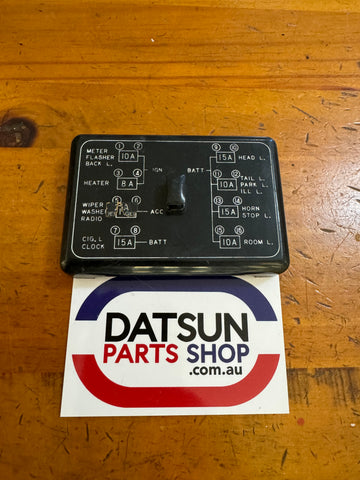 ① ② ⑨ ⑩
METER
FLASHER 10A 15A HEAD L.
BACK L.
IGN BATT
③ ④ ⑪ ⑫
HEATER 8A 10A TAIL L.
PARK L.
ILL L.
⑤ ⑥ ⑬ ⑭
WIPER
WASHE ACC 15A HORN
RADIO STOP L.
⑦ ⑧ ⑮ ⑯
CIG, L 15A BATT 10A ROOM L.
CLOCK
DATSUN
PARTS SHOP
.com.au